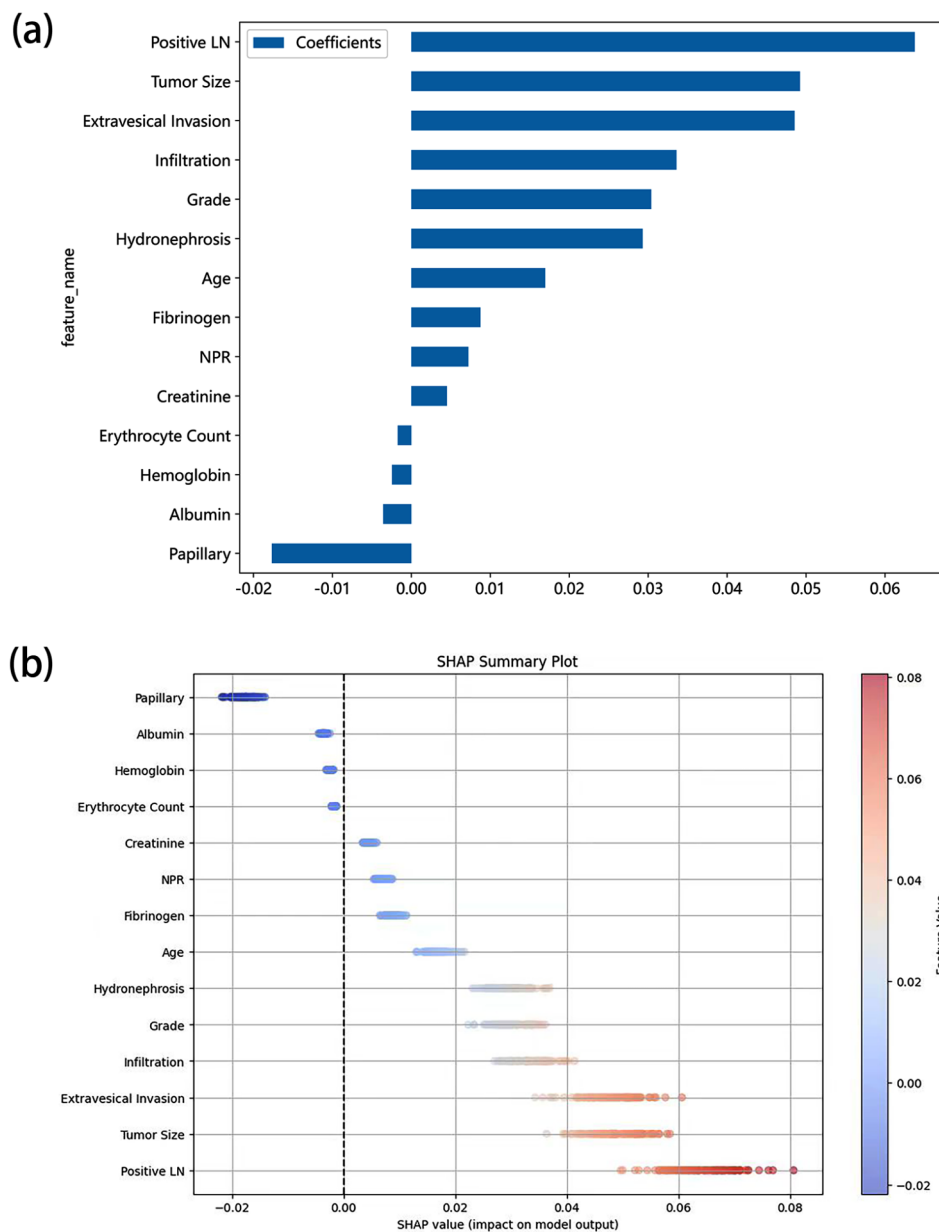 (a)
Coefficients
feature_name
Positive LN
Tumor Size
Extravesical Invasion
Infiltration
Grade
Hydronephrosis
Age
Fibrinogen
NPR
Creatinine
Erythrocyte Count
Hemoglobin
Albumin
Papillary
-0.02 -0.01 0.00 0.01 0.02 0.03 0.04 0.05 0.06
(b)
SHAP Summary Plot
Papillary
Albumin
Hemoglobin
Erythrocyte Count
Creatinine
NPR
Fibrinogen
Age
Hydronephrosis
Grade
Infiltration
Extravesical Invasion
Tumor Size
Positive LN
−0.02 0.00 0.02 0.04 0.06 0.08
SHAP value (impact on model output)
0.08
0.06
0.04
0.02
0.00
−0.02
Feature Value